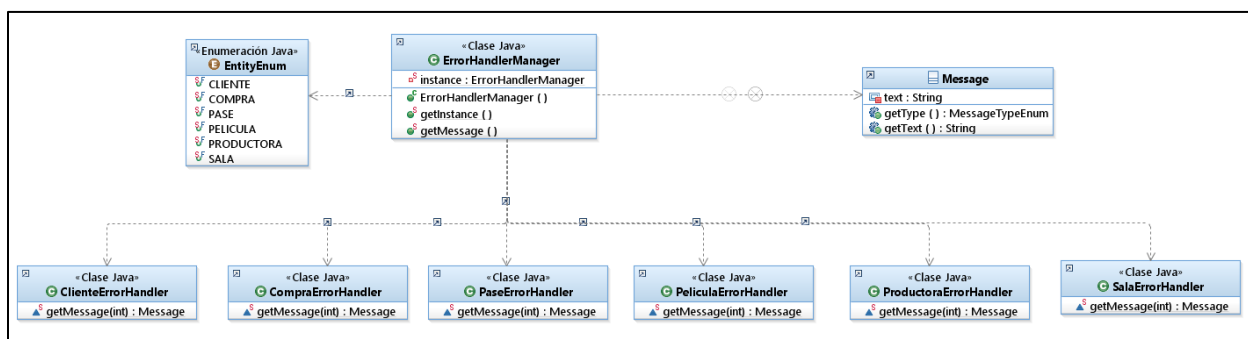 «Enumeración Java»
EntityEnum
CLIENTE
COMPRA
PASE
PELICULA
PRODUCTORA
SALA
«Clase Java»
ErrorHandlerManager
instance : ErrorHandlerManager
ErrorHandlerManager ( )
getInstance ( )
getMessage ( )
Message
text : String
getType ( ) : MessageTypeEnum
getText ( ) : String
«Clase Java»
ClienteErrorHandler
getMessage(int) : Message
«Clase Java»
CompraErrorHandler
getMessage(int) : Message
«Clase Java»
PaseErrorHandler
getMessage(int) : Message
«Clase Java»
PeliculaErrorHandler
getMessage(int) : Message
«Clase Java»
ProductoraErrorHandler
getMessage(int) : Message
«Clase Java»
SalaErrorHandler
getMessage(int) : Message